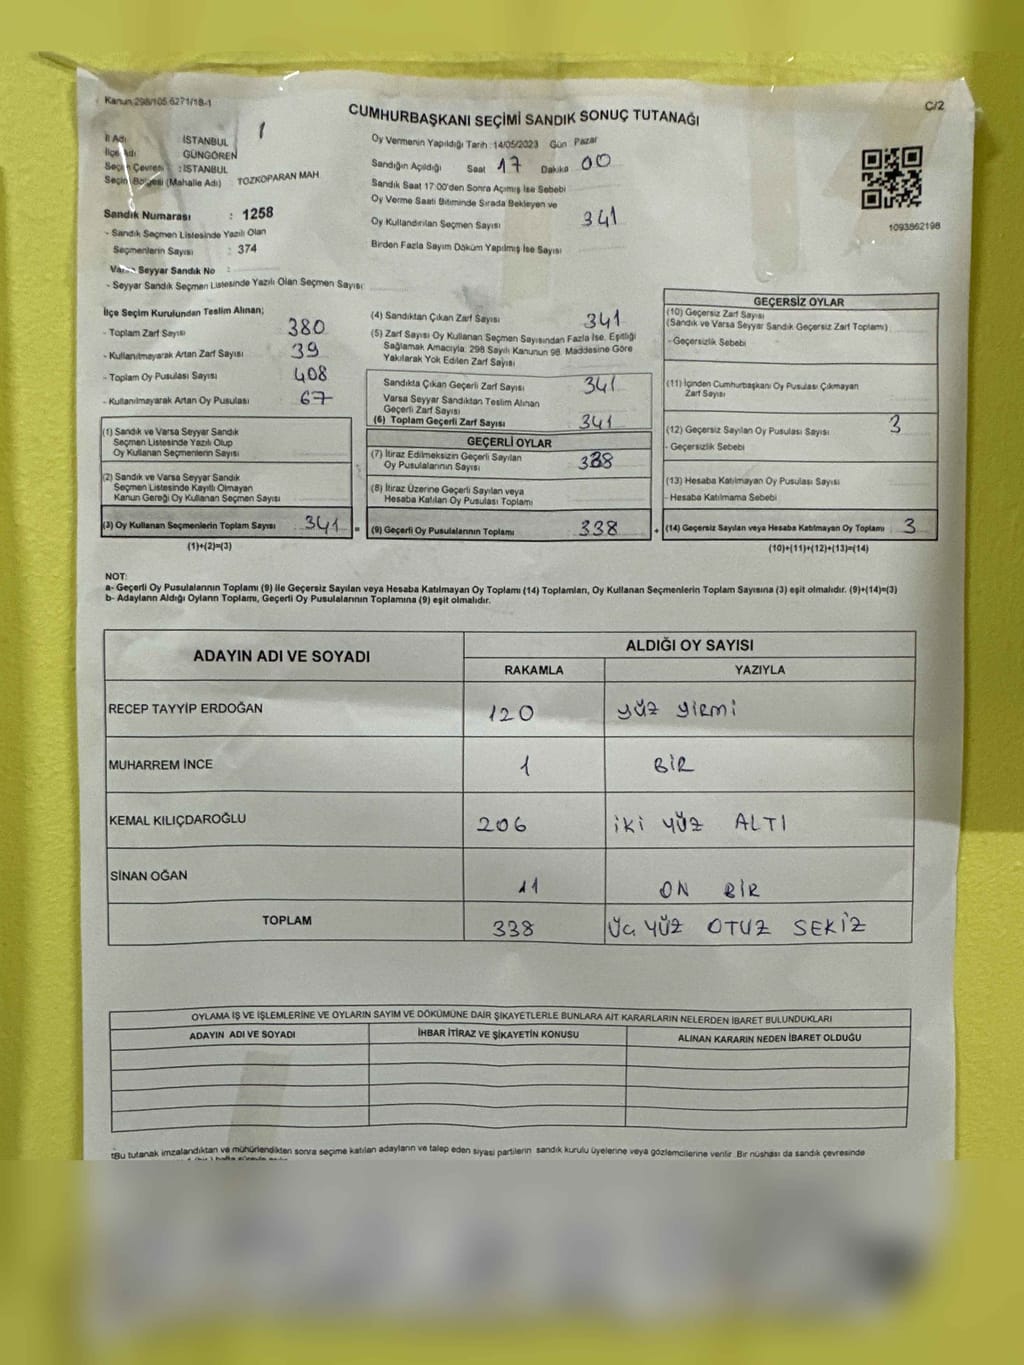 Kanun 298/105 6271/18-1
C/2
CUMHURBAŞKANI SEÇİMİ SANDIK SONUÇ TUTANAĞI
1
İl Adı İSTANBUL
İlçe Adı GÜNGÖREN
Seçim Çevresi : İSTANBUL
Seçim Bölgesi (Mahalle Adı) TOZKOPARAN MAH.
Sandık Numarası : 1258
- Sandık Seçmen Listesinde Yazılı Olan
Seçmenlerin Sayısı : 374
Varsa Seyyar Sandık No :
- Seyyar Sandık Seçmen Listesinde Yazılı Olan Seçmen Sayısı
Oy Vermenin Yapıldığı Tarih : 14/05/2023 Gün Pazar
Sandığın Açıldığı Saat 17 Dakika 00
Sandık Saat 17:00'den Sonra Açımış İse Sebebi
Oy Verme Saati Bitiminde Sırada Bekleyen ve
Oy Kullandırılan Seçmen Sayısı 341
Birden Fazla Sayım Döküm Yapılmış İse Sayısı
1093862198
İlçe Seçim Kurulundan Teslim Alınan;
- Toplam Zarf Sayısı 380
- Kullanılmayarak Artan Zarf Sayısı 39
- Toplam Oy Pusulası Sayısı 408
- Kullanılmayarak Artan Oy Pusulası 67
(1) Sandık ve Varsa Seyyar Sandık
Seçmen Listesinde Yazılı Olup
Oy Kullanan Seçmenlerin Sayısı
(2) Sandık ve Varsa Seyyar Sandık
Seçmen Listesinde Kayıtlı Olmayan
Kanun Gereği Oy Kullanan Seçmen Sayısı
(3) Oy Kullanan Seçmenlerin Toplam Sayısı 341 =
(1)+(2)=(3)
(4) Sandıktan Çıkan Zarf Sayısı 341
(5) Zarf Sayısı Oy Kullanan Seçmen Sayısından Fazla İse, Eşitliği
Sağlamak Amacıyla, 298 Sayılı Kanunun 98. Maddesine Göre
Yakılarak Yok Edilen Zarf Sayısı
Sandıkta Çıkan Geçerli Zarf Sayısı 341
Varsa Seyyar Sandıktan Teslim Alınan
Geçerli Zarf Sayısı
(6) Toplam Geçerli Zarf Sayısı 341
GEÇERLİ OYLAR
(7) İtiraz Edilmeksizin Geçerli Sayılan
Oy Pusulalarının Sayısı 338
(8) İtiraz Üzerine Geçerli Sayılan veya
Hesaba Katılan Oy Pusulası Toplamı
(9) Geçerli Oy Pusulalarının Toplamı 338 +
GEÇERSİZ OYLAR
(10) Geçersiz Zarf Sayısı
(Sandık ve Varsa Seyyar Sandık Geçersiz Zarf Toplamı)
- Geçersizlik Sebebi
(11) İçinden Cumhurbaşkanı Oy Pusulası Çıkmayan
Zarf Sayısı
(12) Geçersiz Sayılan Oy Pusulası Sayısı 3
- Geçersizlik Sebebi
(13) Hesaba Katılmayan Oy Pusulası Sayısı
- Hesaba Katılmama Sebebi
(14) Geçersiz Sayılan veya Hesaba Katılmayan Oy Toplamı 3
(10)+(11)+(12)+(13)=(14)
NOT:
a- Geçerli Oy Pusulalarının Toplamı (9) ile Geçersiz Sayılan veya Hesaba Katılmayan Oy Toplamı (14) Toplamları, Oy Kullanan Seçmenlerin Toplam Sayısına (3) eşit olmalıdır. (9)+(14)=(3)
b- Adayların Aldığı Oyların Toplamı, Geçerli Oy Pusulalarının Toplamına (9) eşit olmalıdır.
ADAYIN ADI VE SOYADI ALDIĞI OY SAYISI
RAKAMLA YAZIYLA
RECEP TAYYİP ERDOĞAN 120 yüz yirmi
MUHARREM İNCE 1 BİR
KEMAL KILIÇDAROĞLU 206 iki yüz ALTI
SİNAN OĞAN 11 ON BİR
TOPLAM 338 Üç YÜZ OTUZ SEKİZ
OYLAMA İŞ VE İŞLEMLERİNE VE OYLARIN SAYIM VE DÖKÜMÜNE DAİR ŞİKAYETLERLE BUNLARA AİT KARARLARIN NELERDEN İBARET BULUNDUKLARI
ADAYIN ADI VE SOYADI İHBAR İTİRAZ VE ŞİKAYETİN KONUSU ALINAN KARARIN NEDEN İBARET OLDUĞU
*Bu tutanak imzalandıktan ve mühürlendikten sonra seçime katılan adayların ve talep eden siyasi partilerin sandık kurulu üyelerine veya gözlemcilerine verilir. Bir nüshası da sandık çevresinde